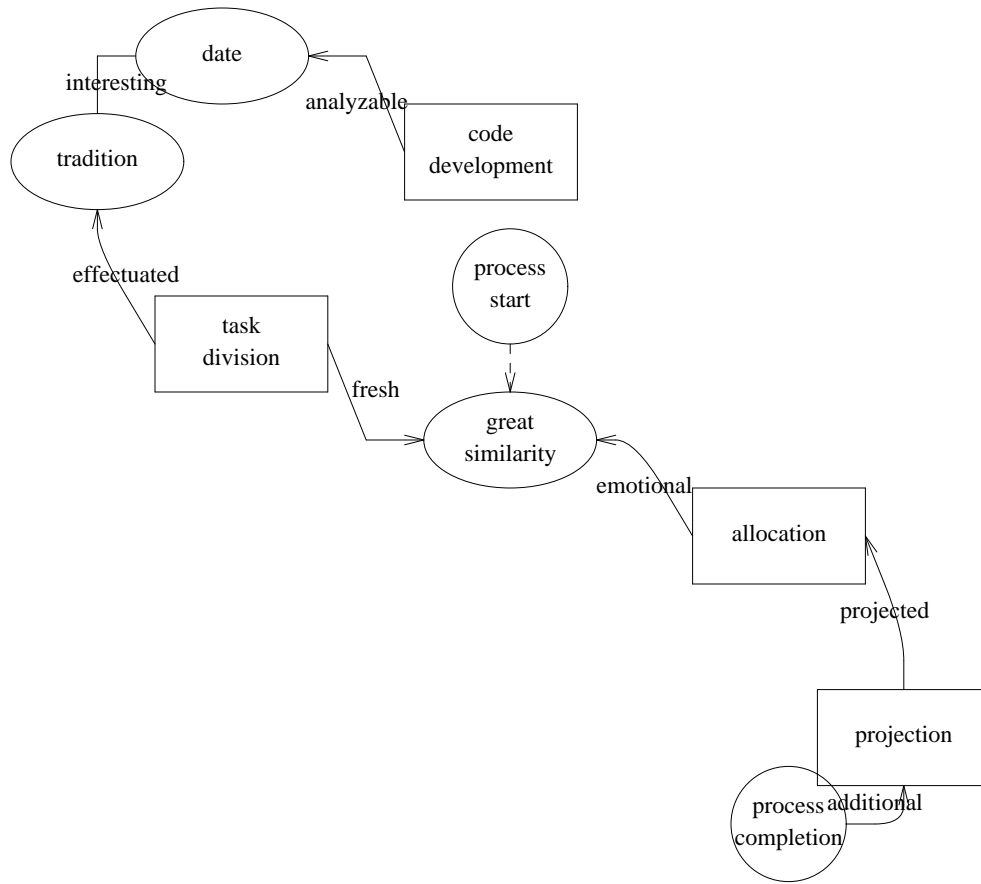 date
interesting
analyzable
code
development
tradition
process
start
effectuated
task
division
fresh
great
similarity
emotional
allocation
projected
projection
additional
process
completion